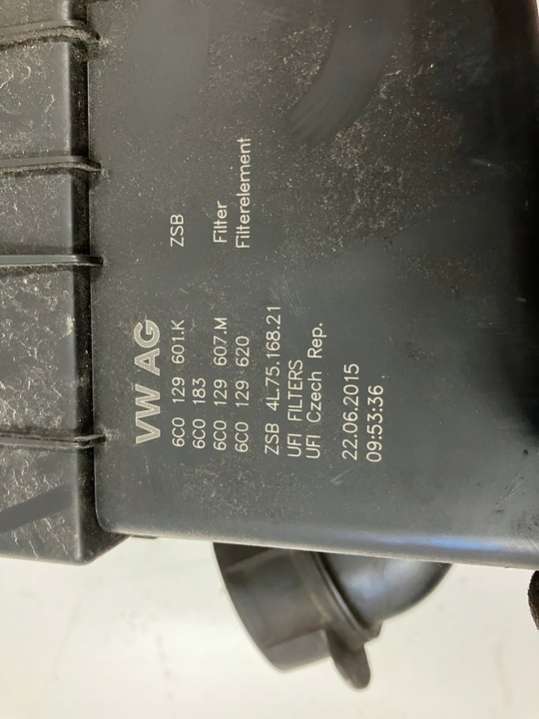 VW AG
6C0 129 601.K ZSB
6C0 183
6C0 129 607.M Filter
6C0 129 620 Filterelement
ZSB 4L.75.168.21
UFI FILTERS
UFI Czech Rep.
22.06.2015
09:53:36